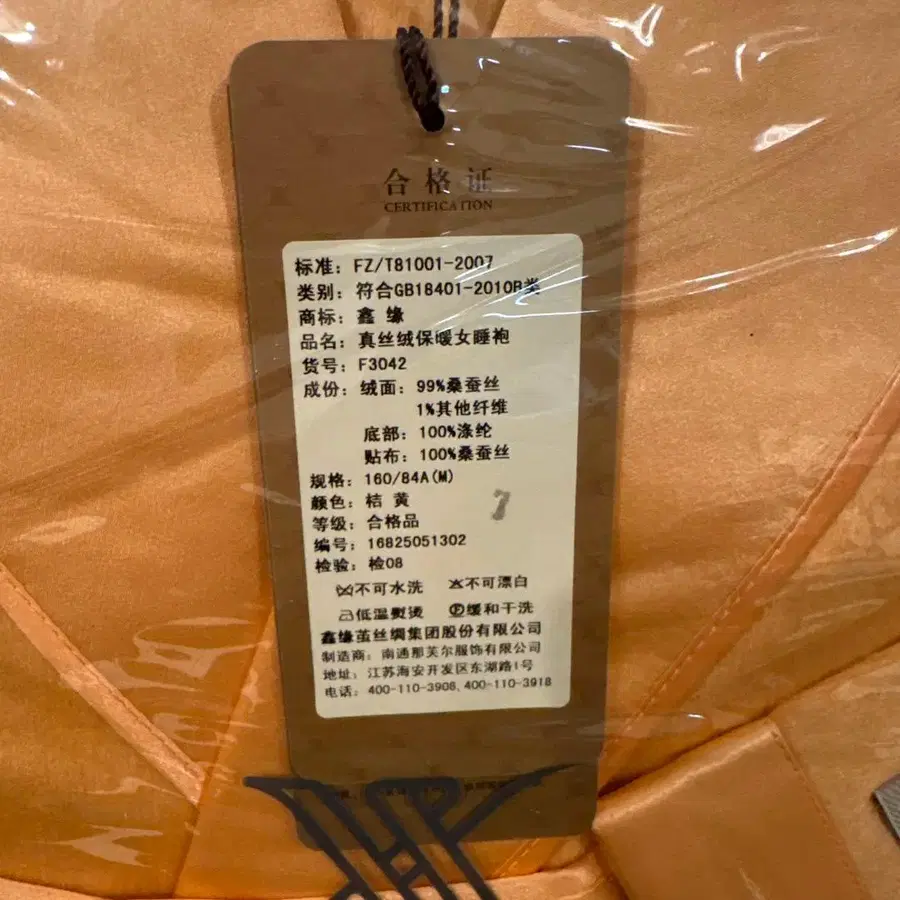 合格证
CERTIFICATION
标准: FZ/T81001-2007
类别: 符合GB18401-2010B类
商标: 鑫 缘
品名: 真丝绒保暖女睡袍
货号: F3042
成份: 绒面: 99%桑蚕丝
1%其他纤维
底部: 100%涤纶
贴布: 100%桑蚕丝
规格: 160/84A(M)
颜色: 桔 黄
7
等级: 合格品
编号: 16825051302
检验: 检08
不可水洗 不可漂白
低温熨烫 缓和干洗
鑫缘茧丝绸集团股份有限公司
制造商: 南通那芙尔服饰有限公司
地址: 江苏海安开发区东湖路1号
电话: 400-110-3908,400-110-3918